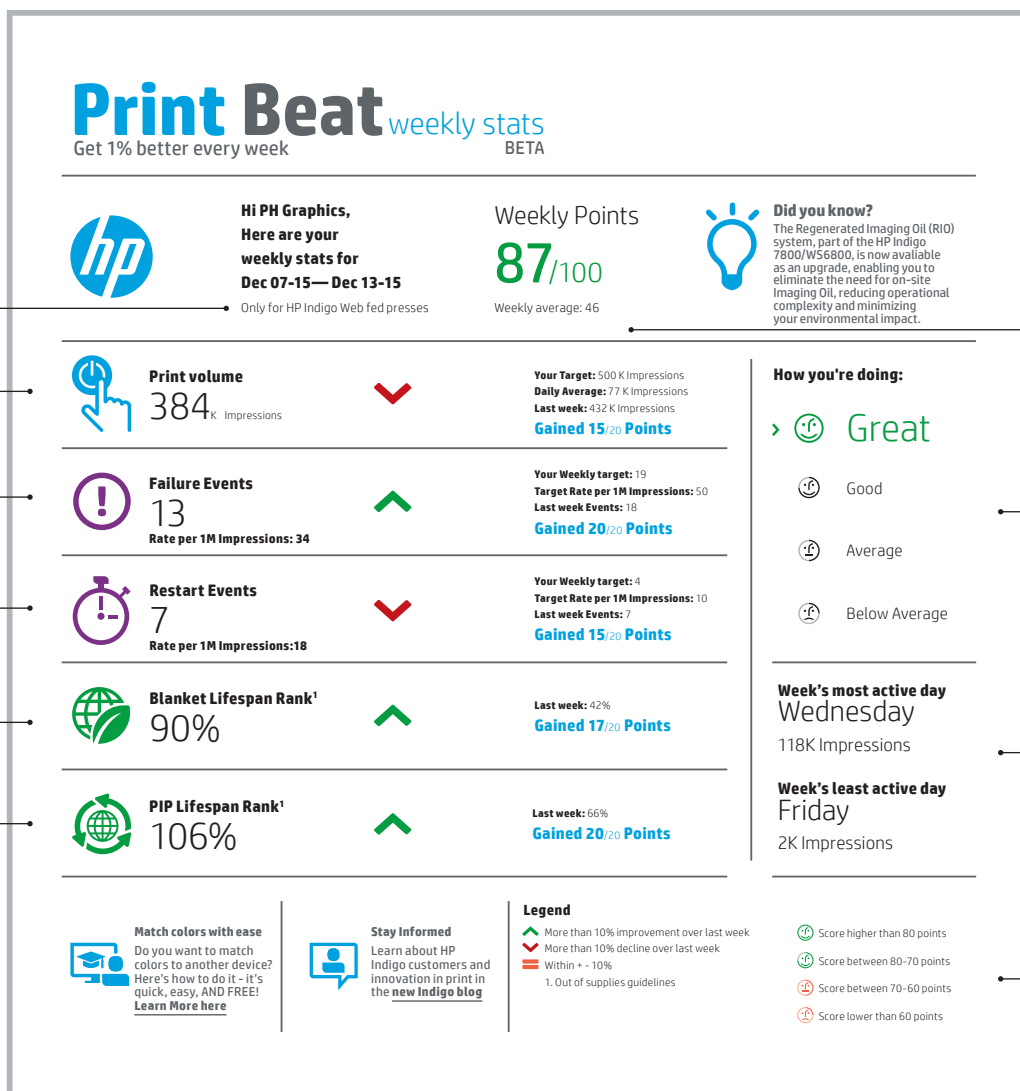 Print Beat weekly stats
Get 1% better every week
BETA
hp
Hi PH Graphics,
Here are your
weekly stats for
Dec 07-15— Dec 13-15
Only for HP Indigo Web fed presses
Weekly Points
87/100
Weekly average: 46
Did you know?
The Regenerated Imaging Oil (RIO)
system, part of the HP Indigo
7800/WS6800, is now avaliable
as an upgrade, enabling you to
eliminate the need for on-site
Imaging Oil, reducing operational
complexity and minimizing
your environmental impact.
Print volume
384K Impressions
Your Target: 500 K Impressions
Daily Average: 77 K Impressions
Last week: 432 K Impressions
Gained 15/20 Points
Failure Events
13
Rate per 1M Impressions: 34
Your Weekly target: 19
Target Rate per 1M Impressions: 50
Last week Events: 18
Gained 20/20 Points
Restart Events
7
Rate per 1M Impressions:18
Your Weekly target: 4
Target Rate per 1M Impressions: 10
Last week Events: 7
Gained 15/20 Points
Blanket Lifespan Rank¹
90%
Last week: 42%
Gained 17/20 Points
PIP Lifespan Rank¹
106%
Last week: 66%
Gained 20/20 Points
How you're doing:
Great
Good
Average
Below Average
Week's most active day
Wednesday
118K Impressions
Week's least active day
Friday
2K Impressions
Match colors with ease
Do you want to match
colors to another device?
Here's how to do it - it's
quick, easy, AND FREE!
Learn More here
Stay Informed
Learn about HP
Indigo customers and
innovation in print in
the new Indigo blog
Legend
More than 10% improvement over last week
More than 10% decline over last week
Within + - 10%
1. Out of supplies guidelines
Score higher than 80 points
Score between 80-70 points
Score between 70-60 points
Score lower than 60 points